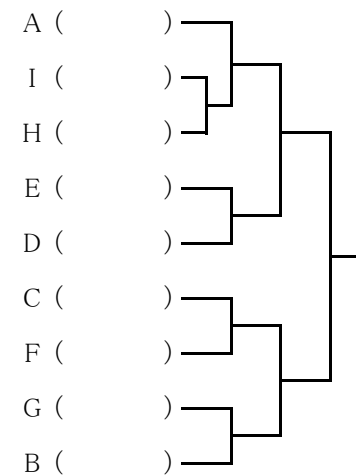 A (          )
I (          )
H (          )
E (          )
D (          )
C (          )
F (          )
G (          )
B (          )